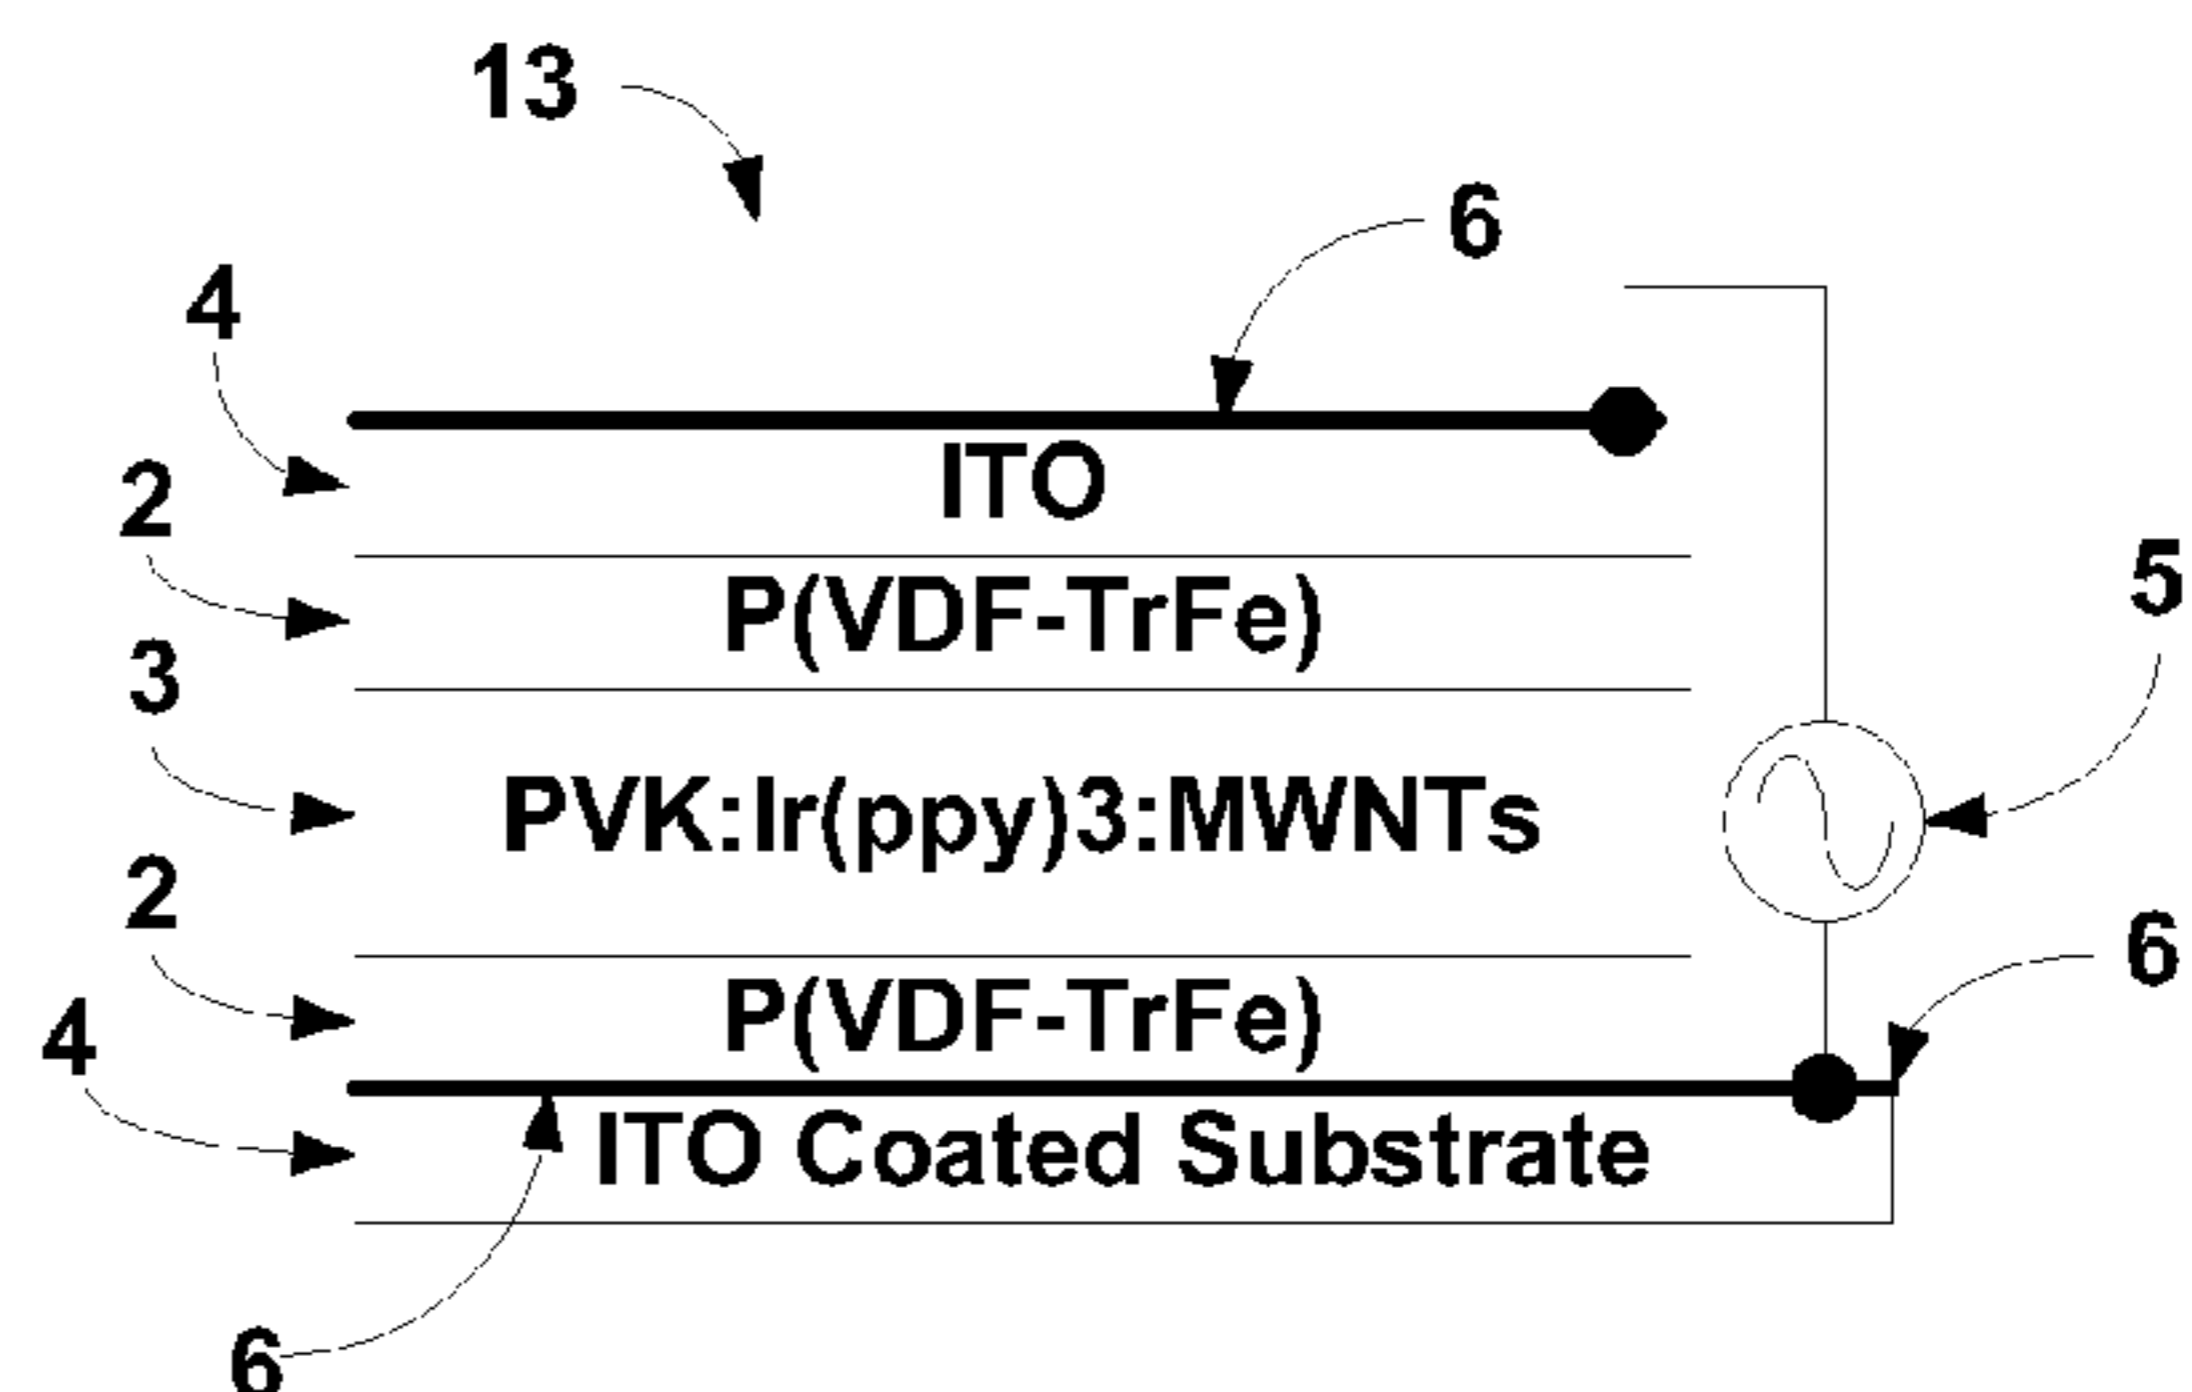 13
6
4
ITO
2
P(VDF-TrFe)
5
3
PVK:Ir(ppy)3:MWNTs
2
6
P(VDF-TrFe)
4
ITO Coated Substrate
6